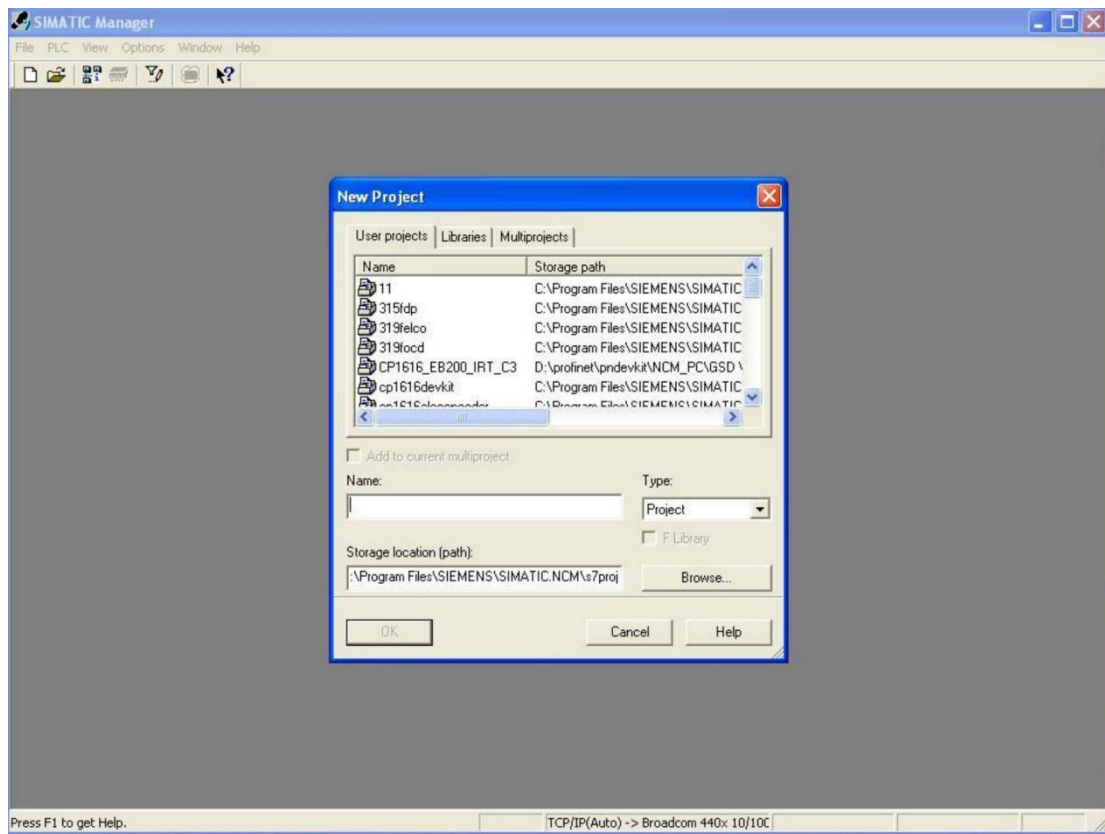 SIMATIC Manager
File PLC View Options Window Help
New Project
User projects Libraries Multiprojects
Name Storage path
11 C:\Program Files\SIEMENS\SIMATIC
315fdp C:\Program Files\SIEMENS\SIMATIC
319felco C:\Program Files\SIEMENS\SIMATIC
319focd C:\Program Files\SIEMENS\SIMATIC
CP1616_EB200_IRT_C3 D:\profinet\pndevkit\NCM_PC\GSD \
cp1616devkit C:\Program Files\SIEMENS\SIMATIC
C:\Program Files\SIEMENS\SIMATIC
Add to current multiproject
Name: Type:
Project
F Library
Storage location (path):
:\Program Files\SIEMENS\SIMATIC.NCM\s7proj Browse...
OK Cancel Help
Press F1 to get Help. TCP/IP(Auto) -> Broadcom 440x 10/100